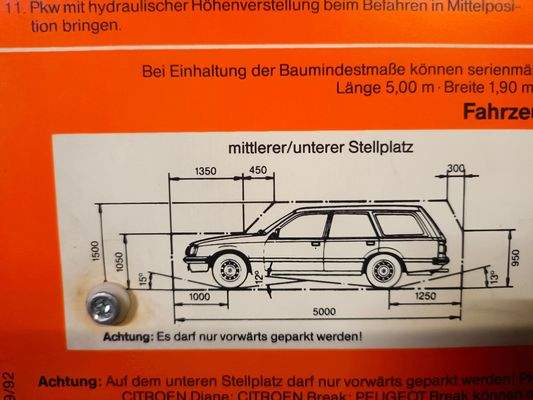 11. Pkw mit hydraulischer Höhenverstellung beim Befahren in Mittelposi-
tion bringen.
Bei Einhaltung der Baumindestmaße können
Länge 5,00 m · Breite 1,90 m
mittlerer/unterer Stellplatz
1350 450 300
1500
1050
950
15° 12° 13°
1000 1250
5000
Achtung: Es darf nur vorwärts geparkt werden!
9/92
Achtung: Auf dem unteren Stellplatz darf nur vorwärts geparkt werden!
CITROEN Diane; CITROEN Break; PEUGEOT Break